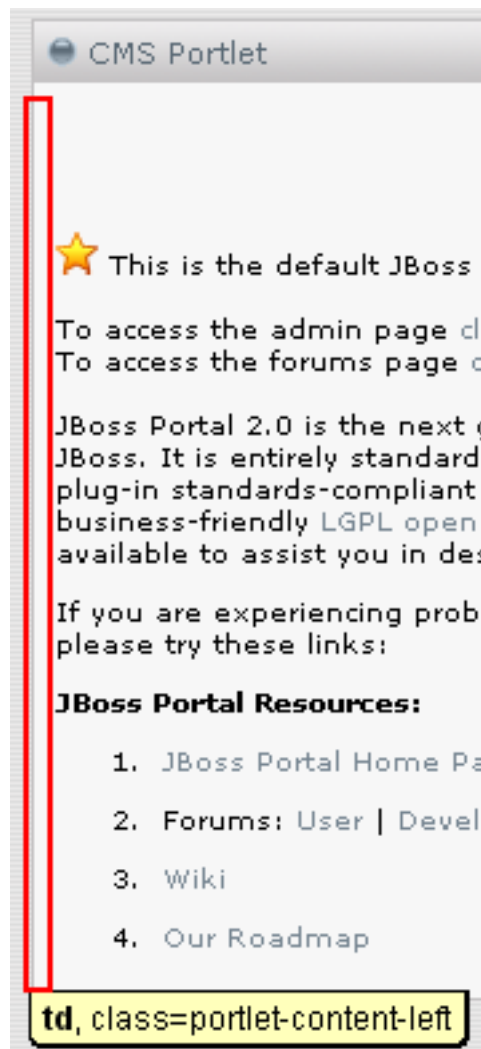 CMS Portlet
This is the default JBoss
To access the admin page
To access the forums page
JBoss Portal 2.0 is the next
JBoss. It is entirely standard
plug-in standards-compliant
business-friendly LGPL open
available to assist you in
If you are experiencing prob
please try these links:
JBoss Portal Resources:
1. JBoss Portal Home
2. Forums: User | Devel
3. Wiki
4. Our Roadmap
td, class=portlet-content-left